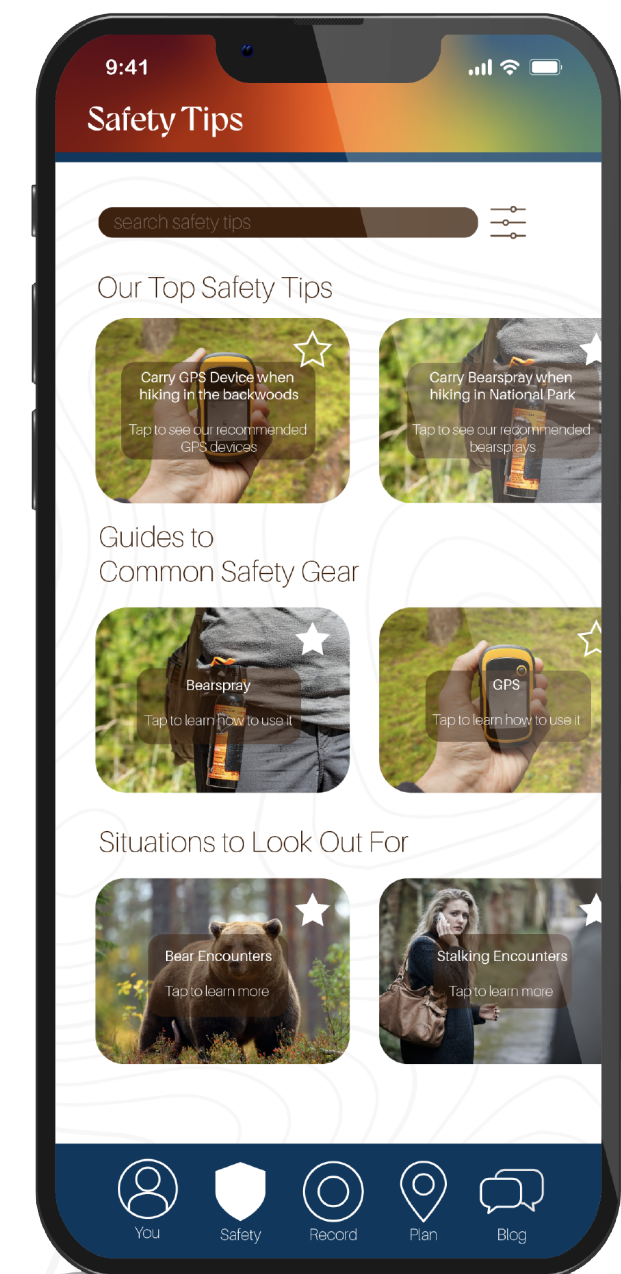 9:41
Safety Tips
search safety tips
Our Top Safety Tips
Carry GPS Device when
hiking in the backwoods
Tap to see our recommended
GPS devices
Carry Bearspray when
hiking in National Park
Tap to see our recommended
bearsprays
Guides to
Common Safety Gear
Bearspray
Tap to learn how to use it
GPS
Tap to learn how to use it
Situations to Look Out For
Bear Encounters
Tap to learn more
Stalking Encounters
Tap to learn more
You
Safety
Record
Plan
Blog